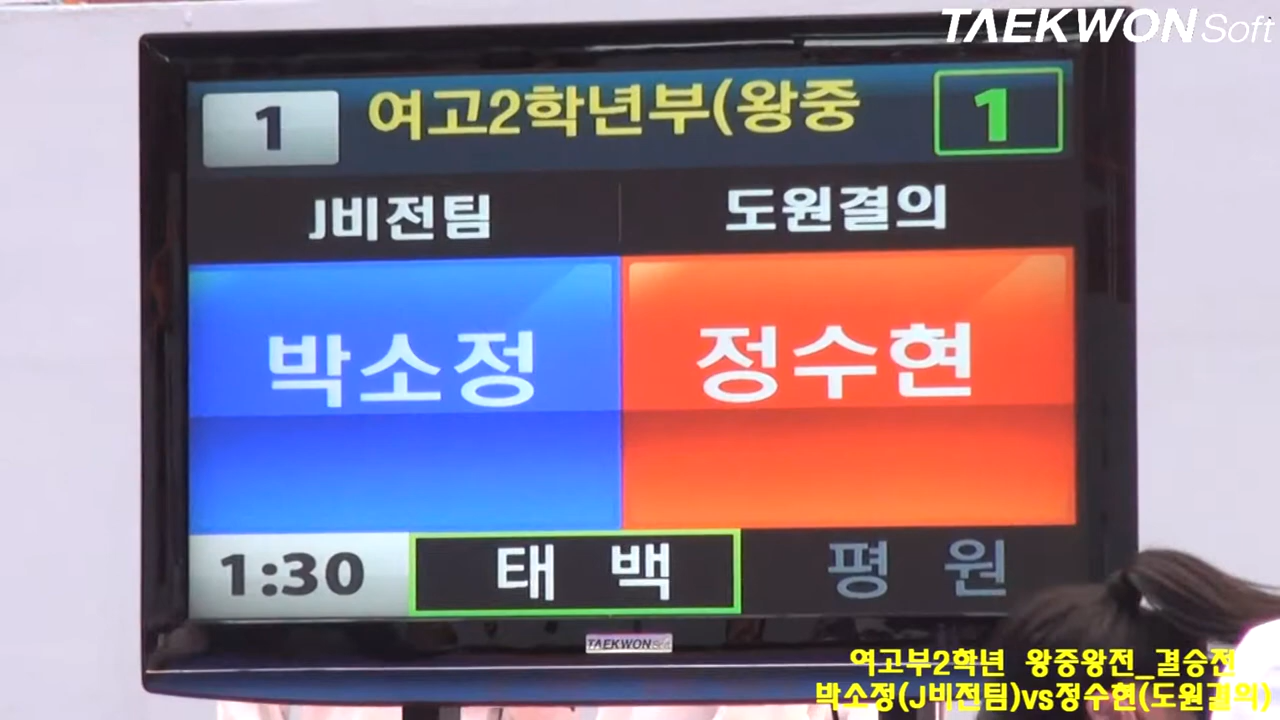 TAEKWON Soft
1 여고2학년부(왕중 1
J비전팀 도원결의
박소정 정수현
1:30 태 백 평 원
TAEKWON Soft
여고부2학년 왕중왕전_결승전
박소정(J비전팀)vs정수현(도원결의)